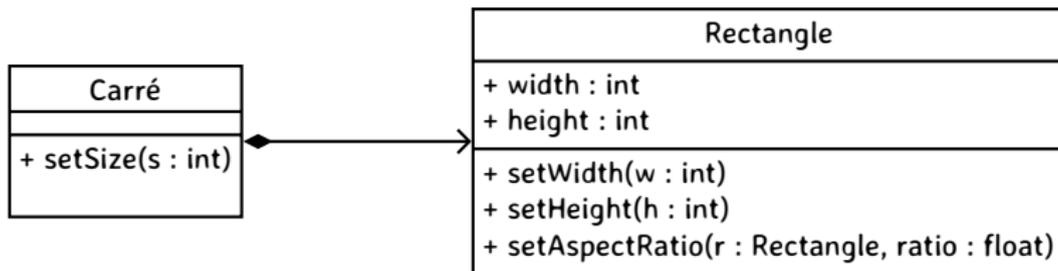 Carré
+ setSize(s : int)
Rectangle
+ width : int
+ height : int
+ setWidth(w : int)
+ setHeight(h : int)
+ setAspectRatio(r : Rectangle, ratio : float)